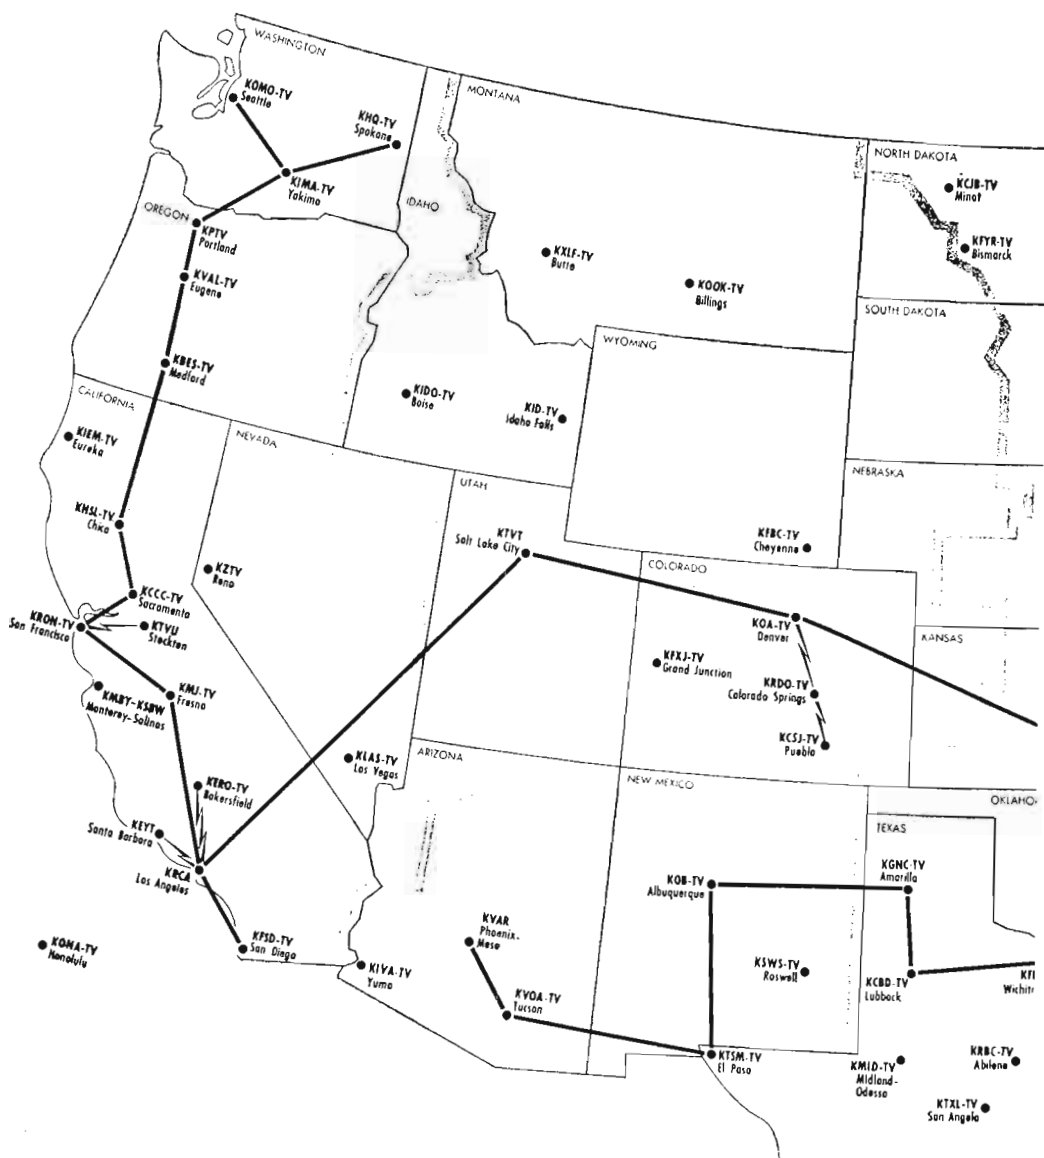 WASHINGTON
KOMO-TV
Seattle
KHQ-TV
Spokane
KIMA-TV
Yakima
MONTANA
NORTH DAKOTA
KCJB-TV
Minot
KFYR-TV
Bismarck
OREGON
KPTV
Portland
IDAHO
KXLF-TV
Butte
KOOK-TV
Billings
KVAL-TV
Eugene
SOUTH DAKOTA
WYOMING
KBES-TV
Medford
CALIFORNIA
KIDO-TV
Boise
KID-TV
Idaho Falls
KIEM-TV
Eureka
NEVADA
UTAH
NEBRASKA
KHSL-TV
Chico
KTVT
Salt Lake City
KFBC-TV
Cheyenne
KZTV
Reno
COLORADO
KCCC-TV
Sacramento
KRON-TV
San Francisco
KTVU
Stockton
KOA-TV
Denver
KANSAS
KFXJ-TV
Grand Junction
KRDO-TV
Colorado Springs
KMJ-TV
Fresno
KMBY-KSBW
Monterey-Salinas
KCSJ-TV
Pueblo
KLAS-TV
Las Vegas
ARIZONA
NEW MEXICO
KERO-TV
Bakersfield
OKLAHO
KEYT
Santa Barbara
TEXAS
KRCA
Los Angeles
KGNC-TV
Amarillo
KOB-TV
Albuquerque
KVAR
Phoenix-
Mesa
KONA-TV
Honolulu
KFSD-TV
San Diego
KIVA-TV
Yuma
KSWS-TV
Roswell
KCBD-TV
Lubbock
KF
Wichit
KVOA-TV
Tucson
KTSM-TV
El Paso
KMID-TV
Midland-
Odessa
KRBC-TV
Abilene
KTXL-TV
San Angelo